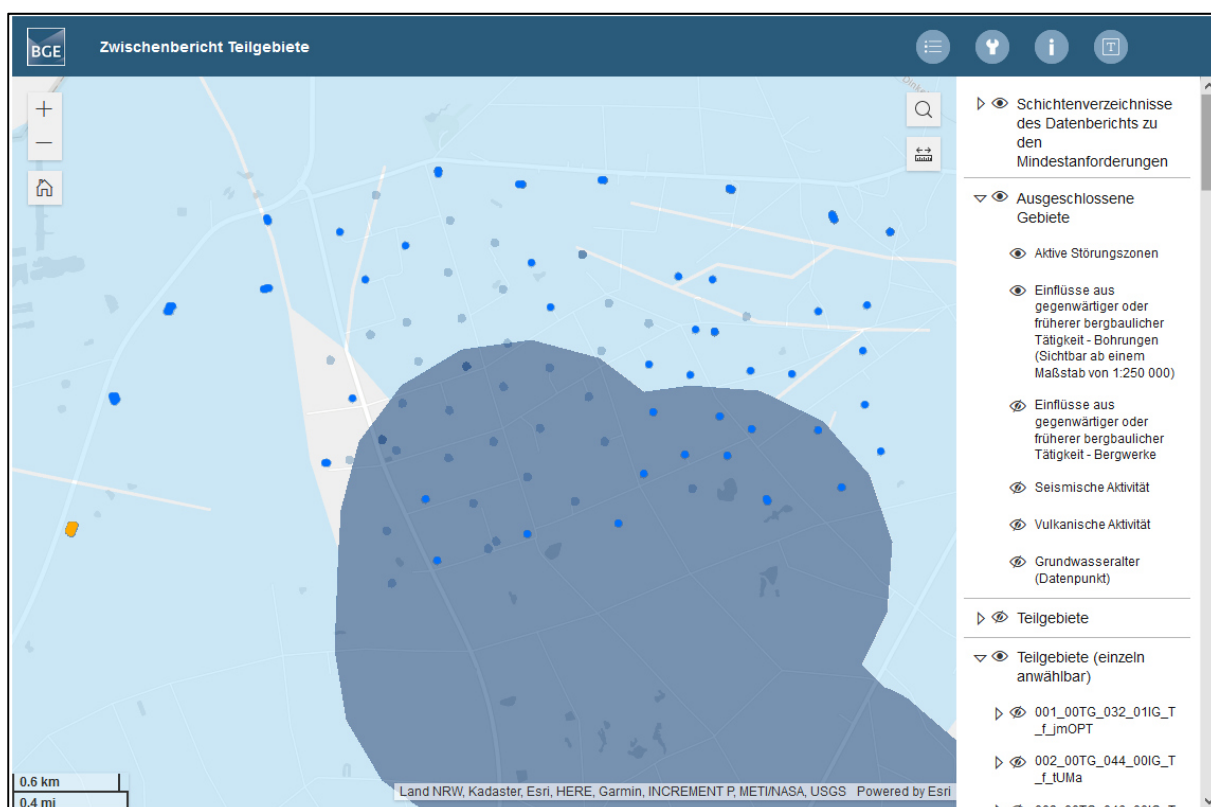 BGE
Zwischenbericht Teilgebiete
Schichtenverzeichnisse
des Datenberichts zu
den
Mindestanforderungen
Ausgeschlossene
Gebiete
Aktive Störungszonen
Einflüsse aus
gegenwärtiger oder
früherer bergbaulicher
Tätigkeit - Bohrungen
(Sichtbar ab einem
Maßstab von 1:250 000)
Einflüsse aus
gegenwärtiger oder
früherer bergbaulicher
Tätigkeit - Bergwerke
Seismische Aktivität
Vulkanische Aktivität
Grundwasseralter
(Datenpunkt)
Teilgebiete
Teilgebiete (einzeln
anwählbar)
001_00TG_032_01IG_T
_f_jmOPT
002_00TG_044_00IG_T
_f_tUMa
0.6 km
0.4 mi
Land NRW, Kadaster, Esri, HERE, Garmin, INCREMENT P, METI/NASA, USGS Powered by Esri